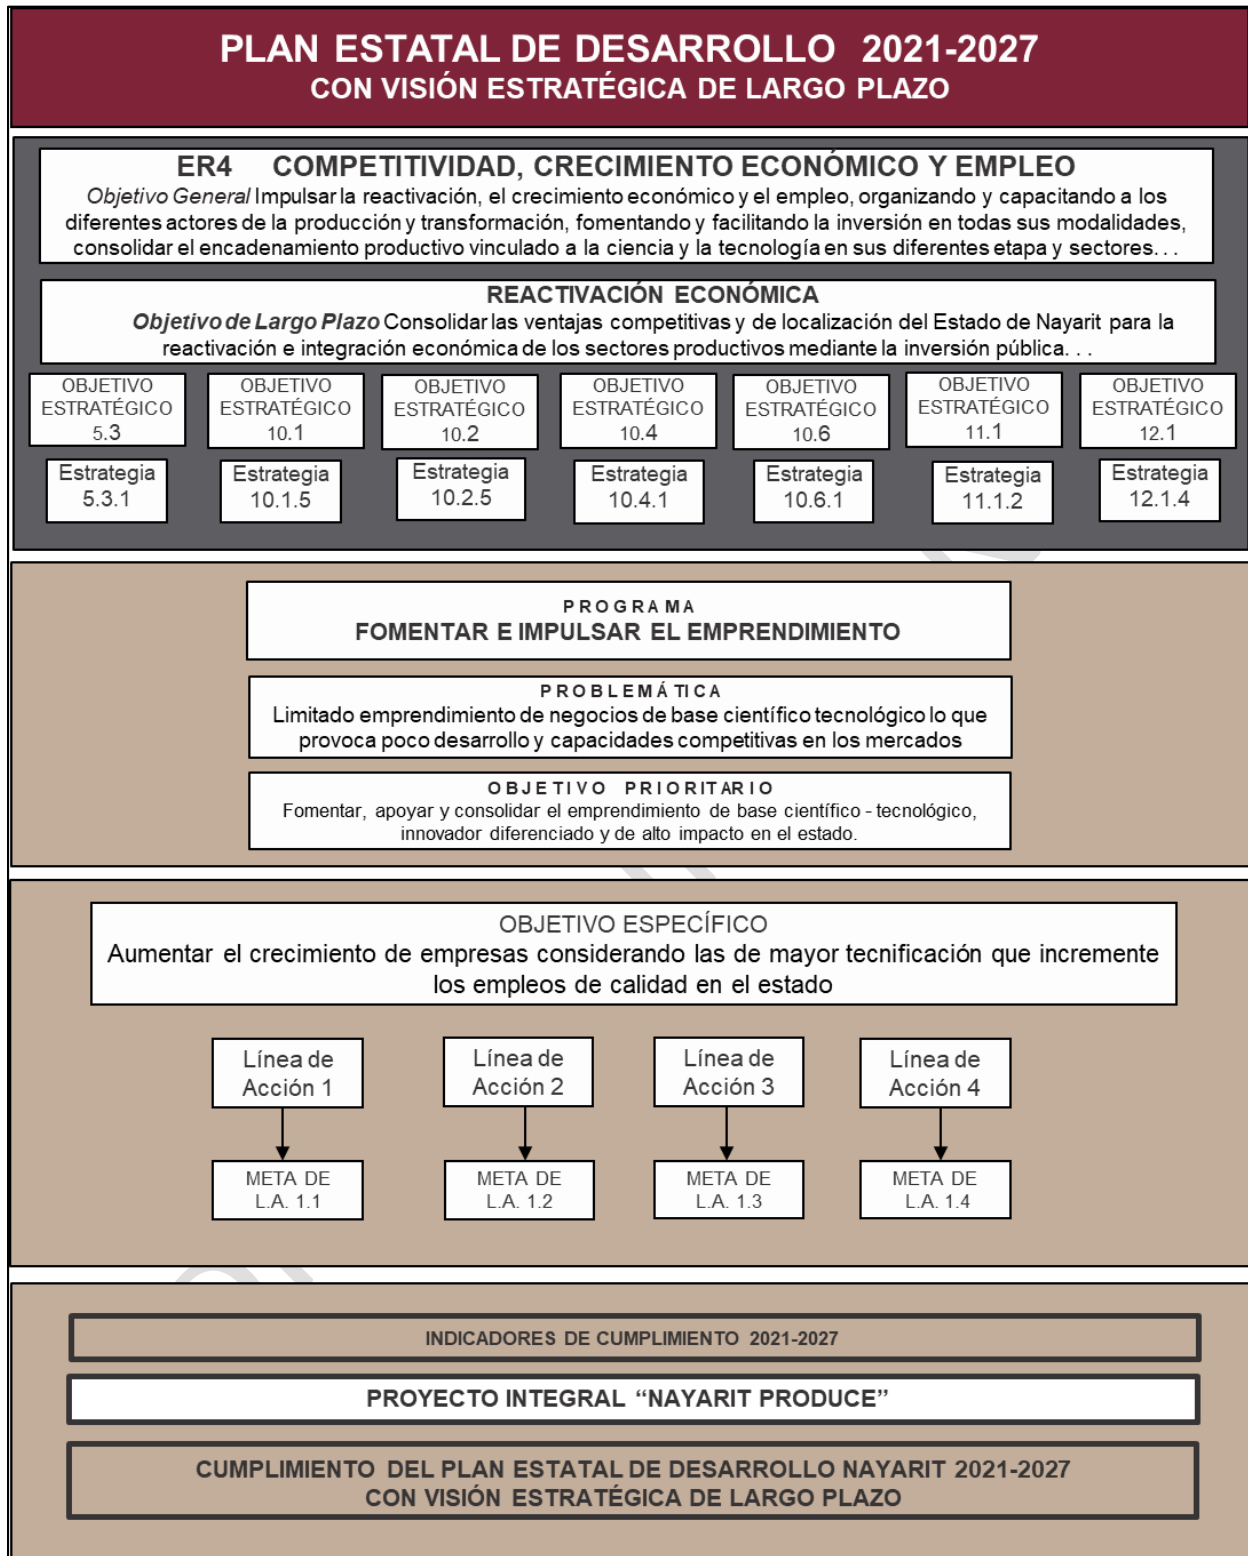 PLAN ESTATAL DE DESARROLLO 2021-2027
CON VISIÓN ESTRATÉGICA DE LARGO PLAZO
ER4 COMPETITIVIDAD, CRECIMIENTO ECONÓMICO Y EMPLEO
Objetivo General Impulsar la reactivación, el crecimiento económico y el empleo, organizando y capacitando a los
diferentes actores de la producción y transformación, fomentando y facilitando la inversión en todas sus modalidades,
consolidar el encadenamiento productivo vinculado a la ciencia y la tecnología en sus diferentes etapa y sectores. . .
REACTIVACIÓN ECONÓMICA
Objetivo de Largo Plazo Consolidar las ventajas competitivas y de localización del Estado de Nayarit para la
reactivación e integración económica de los sectores productivos mediante la inversión pública. . .
OBJETIVO
ESTRATÉGICO
5.3
OBJETIVO
ESTRATÉGICO
10.1
OBJETIVO
ESTRATÉGICO
10.2
OBJETIVO
ESTRATÉGICO
10.4
OBJETIVO
ESTRATÉGICO
10.6
OBJETIVO
ESTRATÉGICO
11.1
OBJETIVO
ESTRATÉGICO
12.1
Estrategia
5.3.1
Estrategia
10.1.5
Estrategia
10.2.5
Estrategia
10.4.1
Estrategia
10.6.1
Estrategia
11.1.2
Estrategia
12.1.4
PROGRAMA
FOMENTAR E IMPULSAR EL EMPRENDIMIENTO
PROBLEMÁTICA
Limitado emprendimiento de negocios de base científico tecnológico lo que
provoca poco desarrollo y capacidades competitivas en los mercados
OBJETIVO PRIORITARIO
Fomentar, apoyar y consolidar el emprendimiento de base científico - tecnológico,
innovador diferenciado y de alto impacto en el estado.
OBJETIVO ESPECÍFICO
Aumentar el crecimiento de empresas considerando las de mayor tecnificación que incremente
los empleos de calidad en el estado
Línea de
Acción 1
Línea de
Acción 2
Línea de
Acción 3
Línea de
Acción 4
META DE
L.A. 1.1
META DE
L.A. 1.2
META DE
L.A. 1.3
META DE
L.A. 1.4
INDICADORES DE CUMPLIMIENTO 2021-2027
PROYECTO INTEGRAL “NAYARIT PRODUCE”
CUMPLIMIENTO DEL PLAN ESTATAL DE DESARROLLO NAYARIT 2021-2027
CON VISIÓN ESTRATÉGICA DE LARGO PLAZO